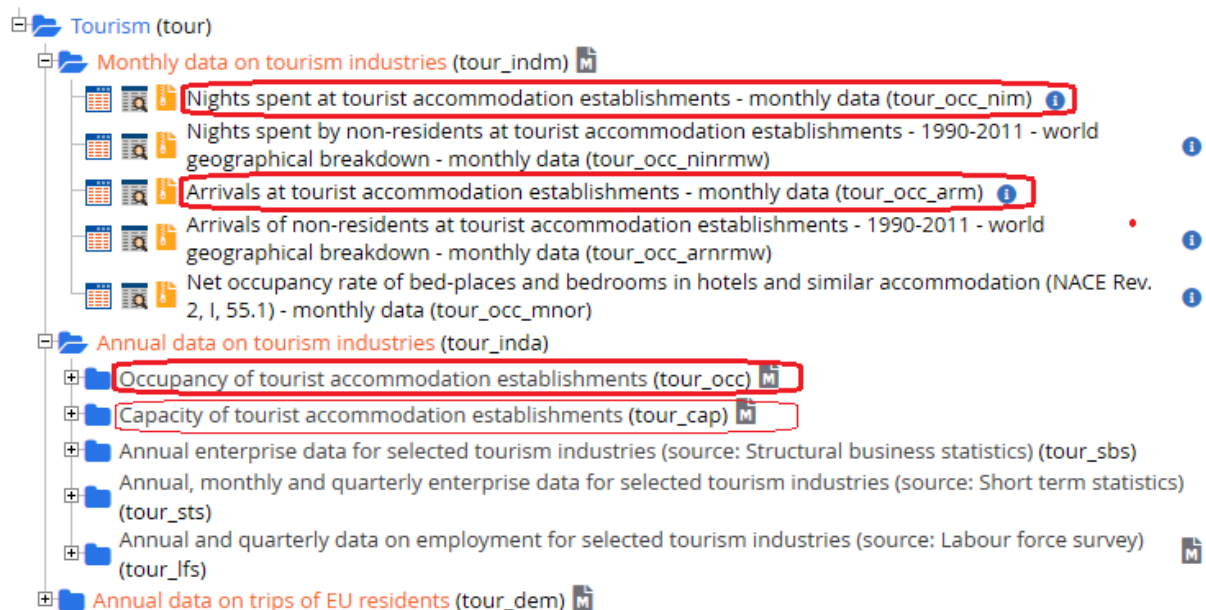 Tourism (tour)
Monthly data on tourism industries (tour_indm) M
Nights spent at tourist accommodation establishments - monthly data (tour_occ_nim) i
Nights spent by non-residents at tourist accommodation establishments - 1990-2011 - world
geographical breakdown - monthly data (tour_occ_ninrmw) i
Arrivals at tourist accommodation establishments - monthly data (tour_occ_arm) i
Arrivals of non-residents at tourist accommodation establishments - 1990-2011 - world
geographical breakdown - monthly data (tour_occ_arnrmw) i
Net occupancy rate of bed-places and bedrooms in hotels and similar accommodation (NACE Rev.
2, I, 55.1) - monthly data (tour_occ_mnor) i
Annual data on tourism industries (tour_inda)
Occupancy of tourist accommodation establishments (tour_occ) M
Capacity of tourist accommodation establishments (tour_cap) M
Annual enterprise data for selected tourism industries (source: Structural business statistics) (tour_sbs)
Annual, monthly and quarterly enterprise data for selected tourism industries (source: Short term statistics)
(tour_sts)
Annual and quarterly data on employment for selected tourism industries (source: Labour force survey)
(tour_lfs) M
Annual data on trips of EU residents (tour_dem) M